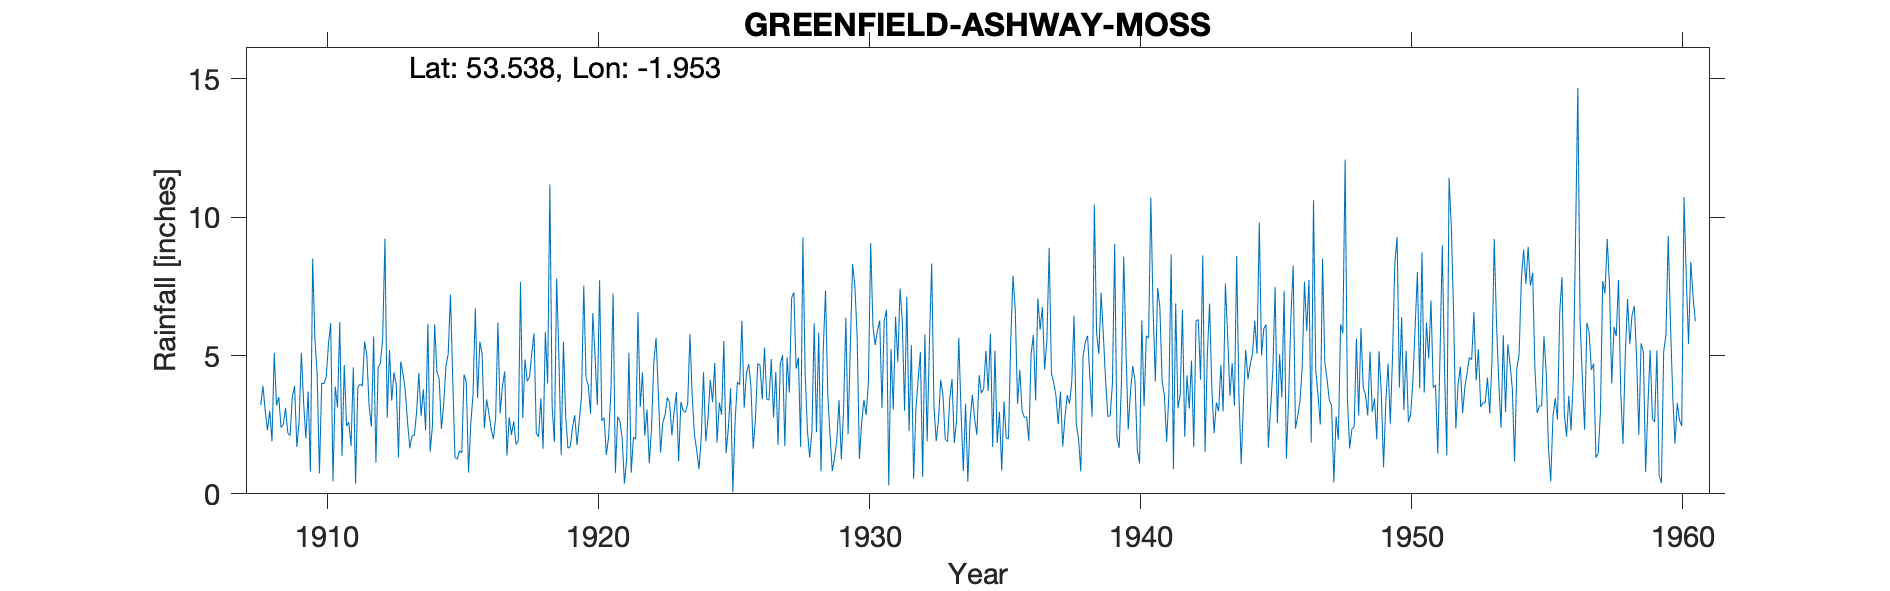 GREENFIELD-ASHWAY-MOSS
Lat: 53.538, Lon: -1.953
15
10
5
0
Rainfall [inches]
1910 1920 1930 1940 1950 1960
Year